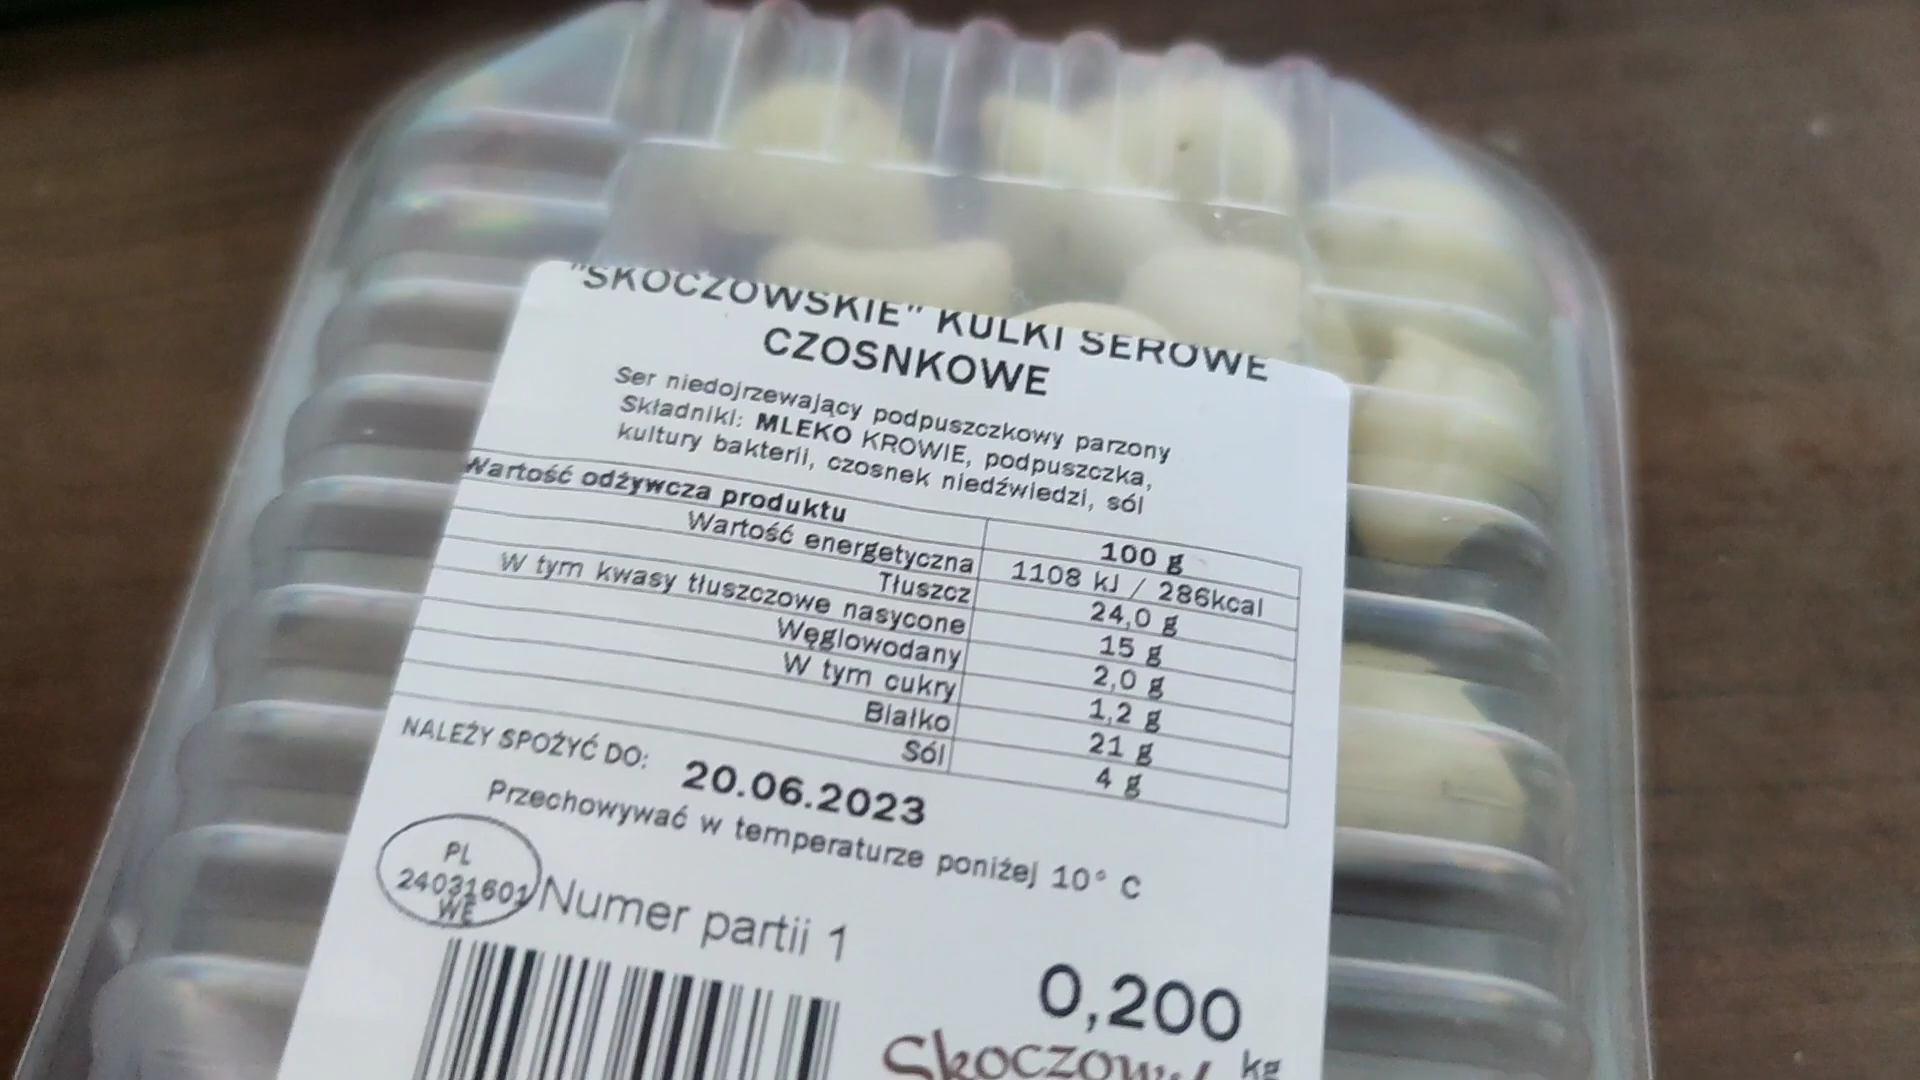 "SKOCZOWSKIE" KULKI SEROWE
CZOSNKOWE
Ser niedojrzewający podpuszczkowy parzony
Składniki: MLEKO KROWIE, podpuszczka,
kultury bakterii, czosnek niedźwiedzi, sól
Wartość odżywcza produktu 100 g
Wartość energetyczna 1108 kJ / 286kcal
Tłuszcz 24,0 g
W tym kwasy tłuszczowe nasycone 15 g
Węglowodany 2,0 g
W tym cukry 1,2 g
Białko 21 g
Sól 4 g
NALEŻY SPOŻYĆ DO: 20.06.2023
Przechowywać w temperaturze poniżej 10° C
PL
24031601
WE
Numer partii 1
0,200
kg